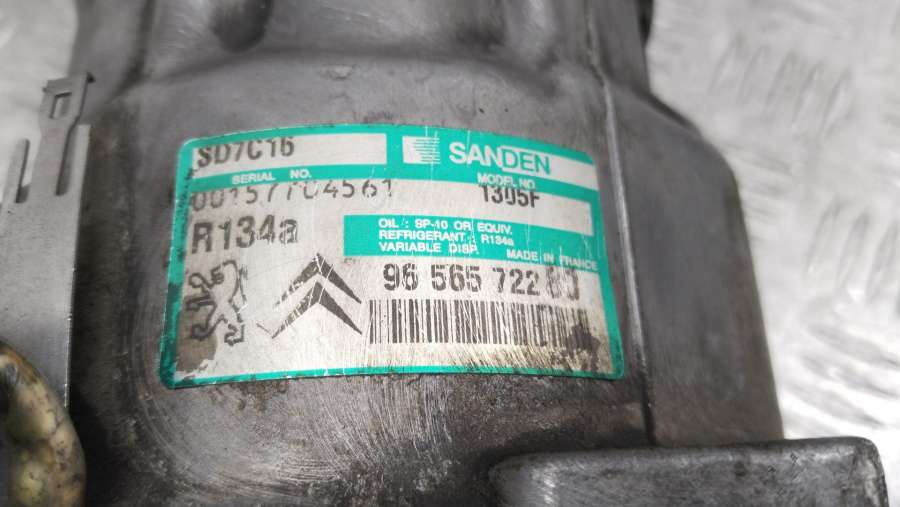 SD7C16
SANDEN
SERIAL NO.
MODEL NO.
00157704561
1305F
R134a
OIL : SP-10 OR EQUIV.
REFRIGERANT : R134a
VARIABLE DISP. MADE IN FRANCE
96 565 722